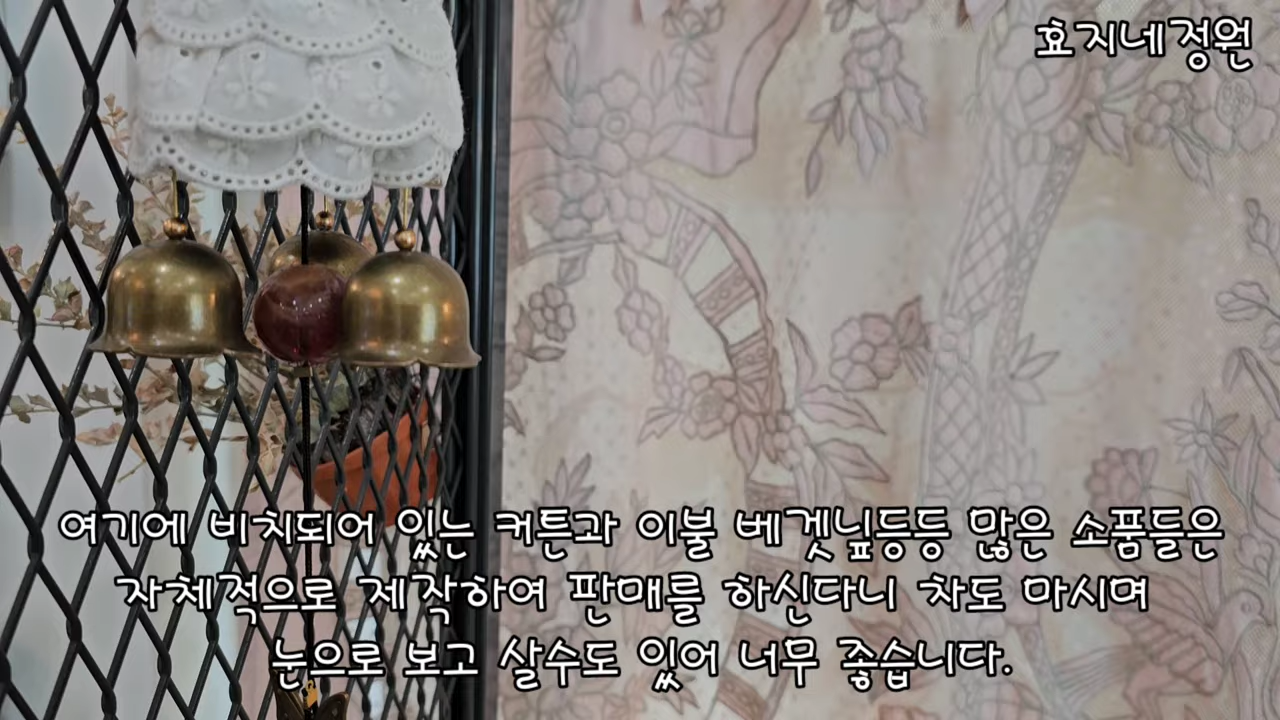 효지네정원
여기에 비치되어 있는 커튼과 이불 베겟닢등등 많은 소품들은
자체적으로 제작하여 판매를 하신다니 차도 마시며
눈으로 보고 살수도 있어 너무 좋습니다.